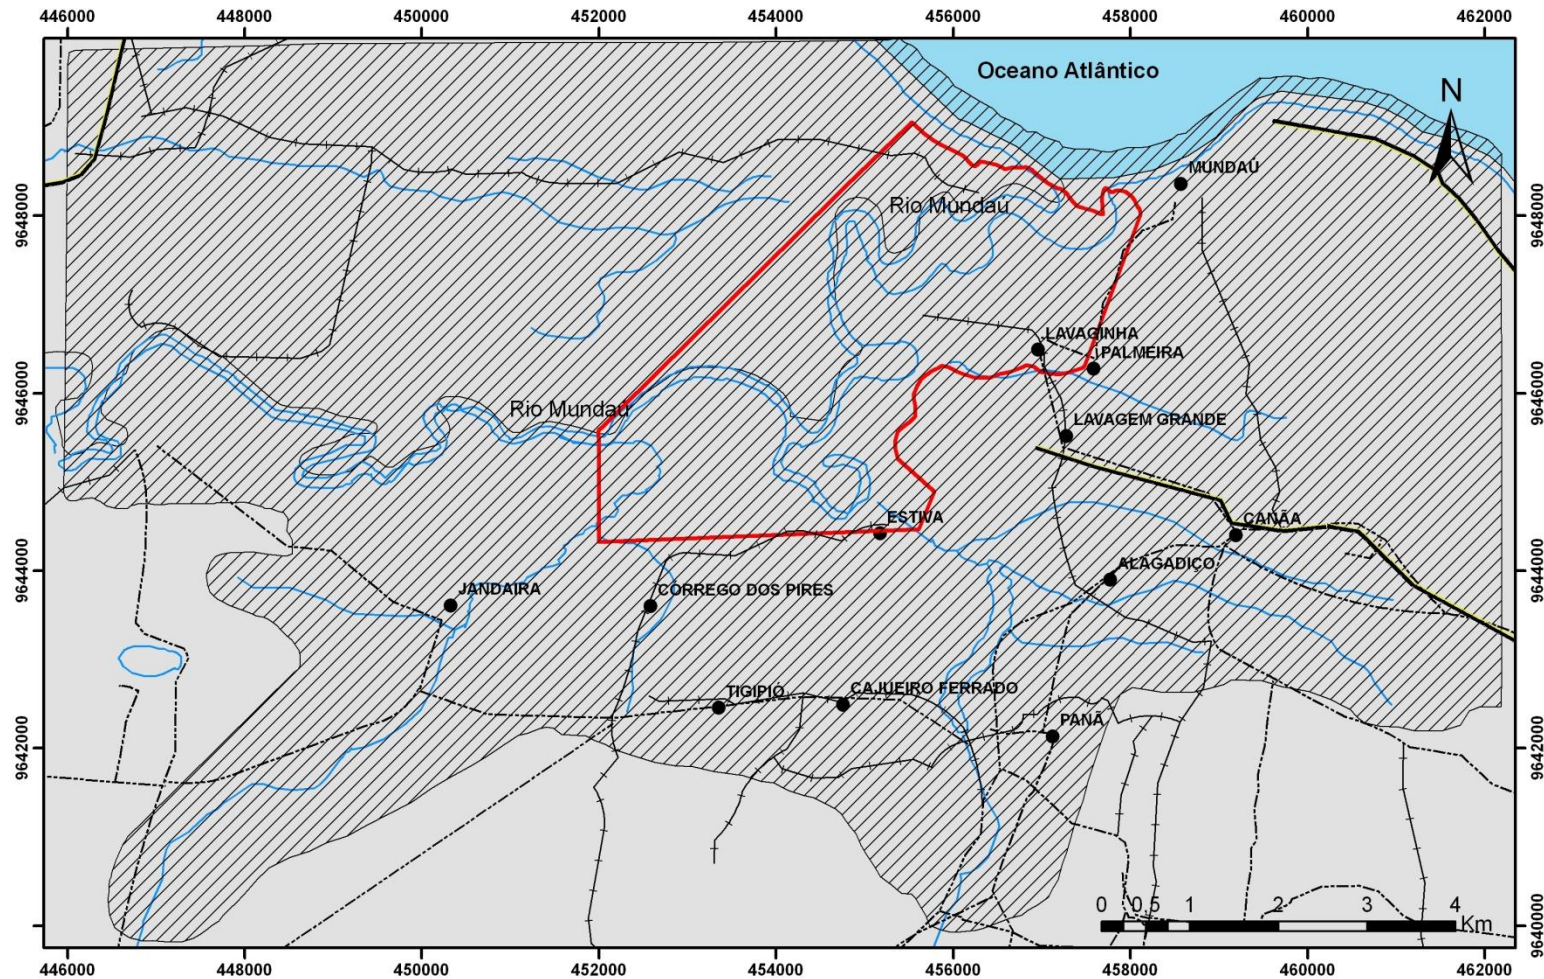 446000 448000 450000 452000 454000 456000 458000 460000 462000
Oceano Atlântico
N
MUNDAÚ
9648000
Rio Mundaú
9648000
LAVAGINHA
PALMEIRA
9646000
Rio Mundaú
9646000
LAVAGEM GRANDE
ESTIVA
CANÃA
9644000
ALAGADIÇO
9644000
JANDAIRA
CORREGO DOS PIRES
TIGIPIÓ
CAJUEIRO FERRADO
PANÃ
9642000
9642000
0 0,5 1 2 3 4
Km
9640000
9640000
446000 448000 450000 452000 454000 456000 458000 460000 462000